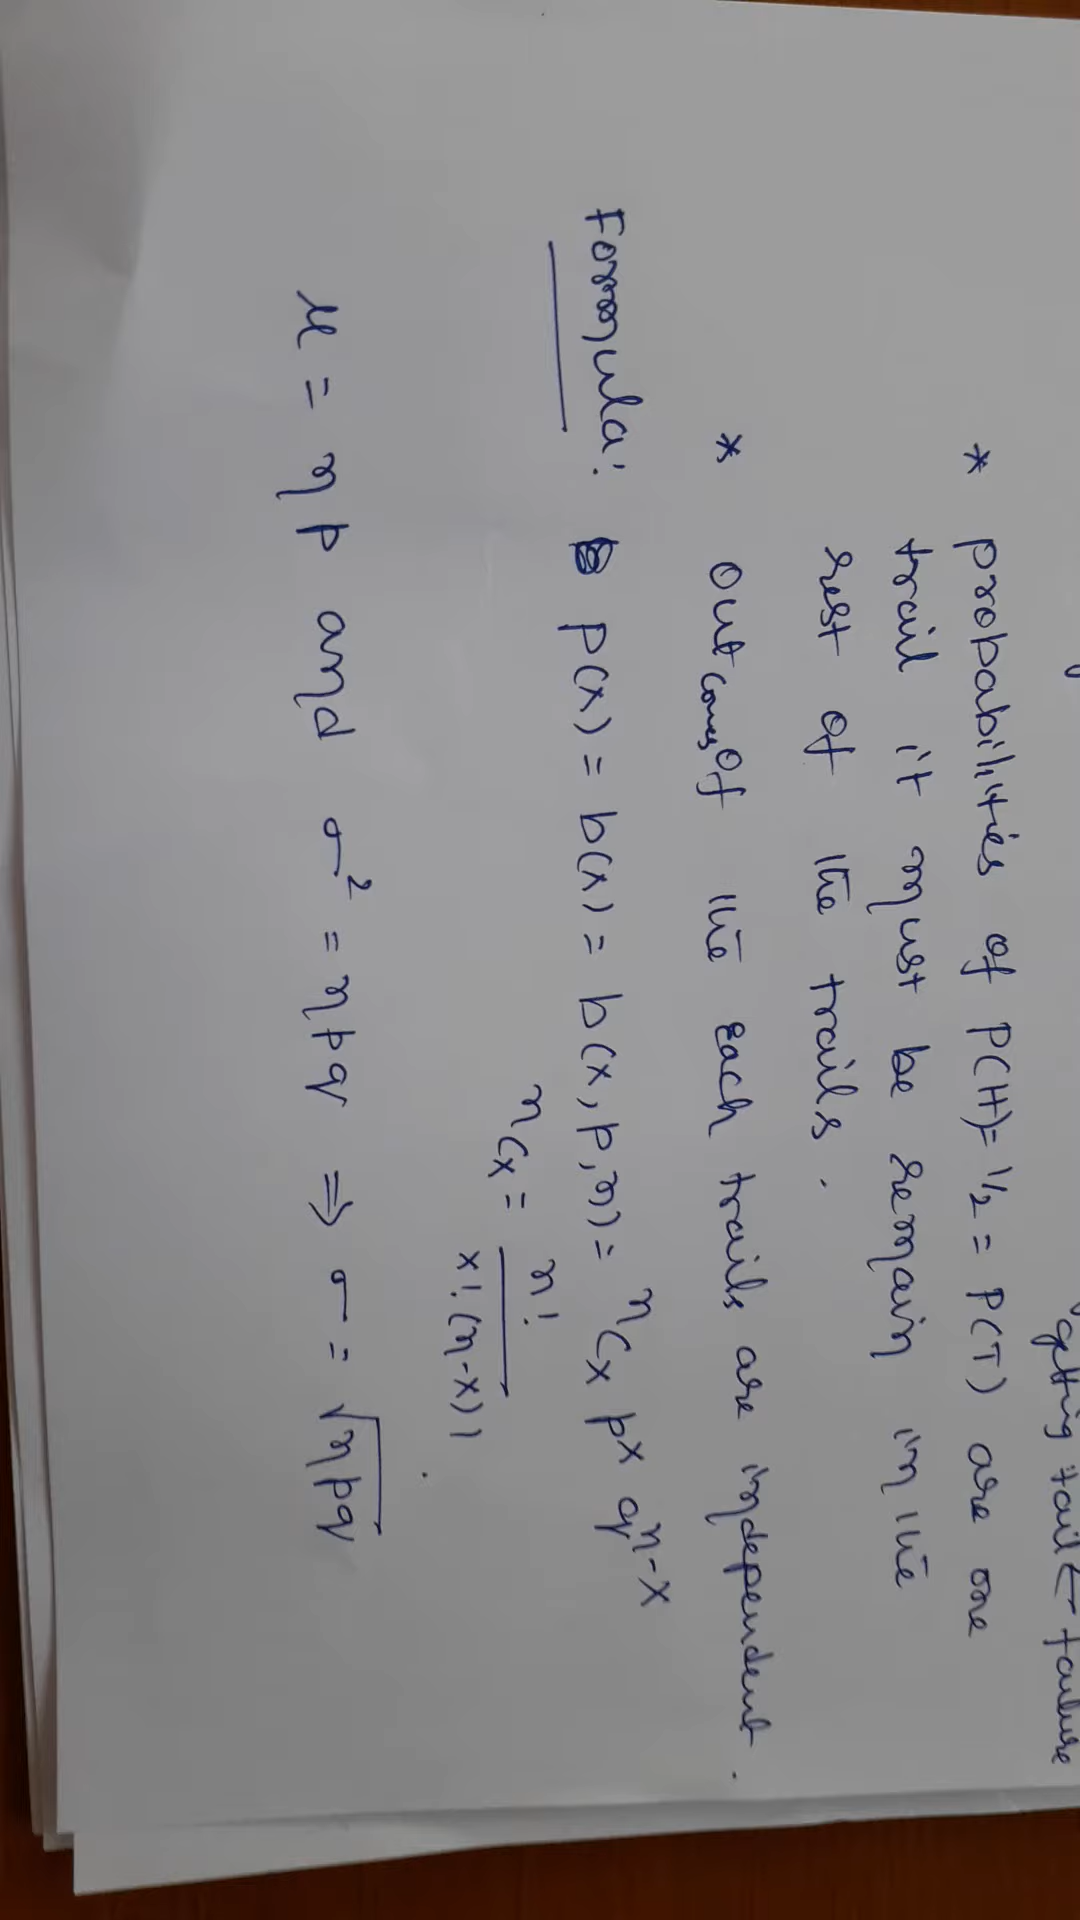 getting tail ← failure
* probabilities of P(H)= 1/2 = P(T) are one
trail it must be remain in the
rest of the trails.
* outcomes of the each trails are independent.
Formula: P(x) = b(x) = b(x, p, n) = ⁿCₓ pˣ qⁿ⁻ˣ
ⁿCₓ = n! / x! (n-x)!
μ = np and σ² = npq ⇒ σ = √npq